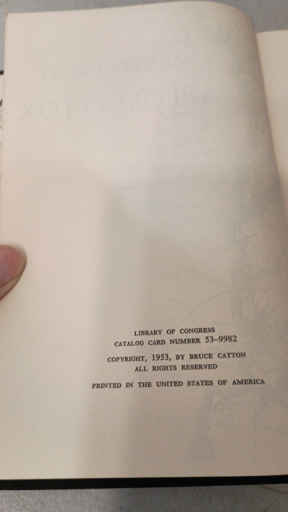 LIBRARY OF CONGRESS
CATALOG CARD NUMBER 53-9982
COPYRIGHT, 1953, BY BRUCE CATTON
ALL RIGHTS RESERVED
PRINTED IN THE UNITED STATES OF AMERICA